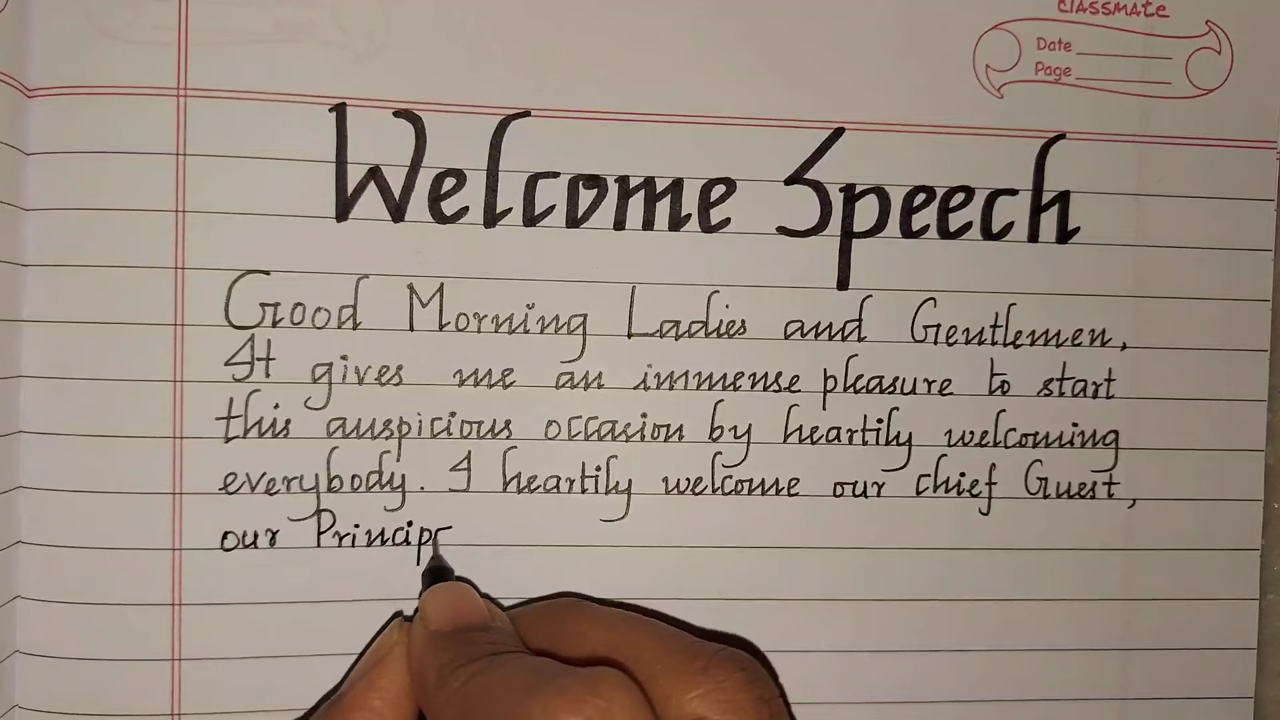 classmate
Date
Page
Welcome Speech
Good Morning Ladies and Gentlemen,
It gives me an immense pleasure to start
this auspicious occasion by heartily welcoming
everybody. I heartily welcome our chief Guest,
our Princip